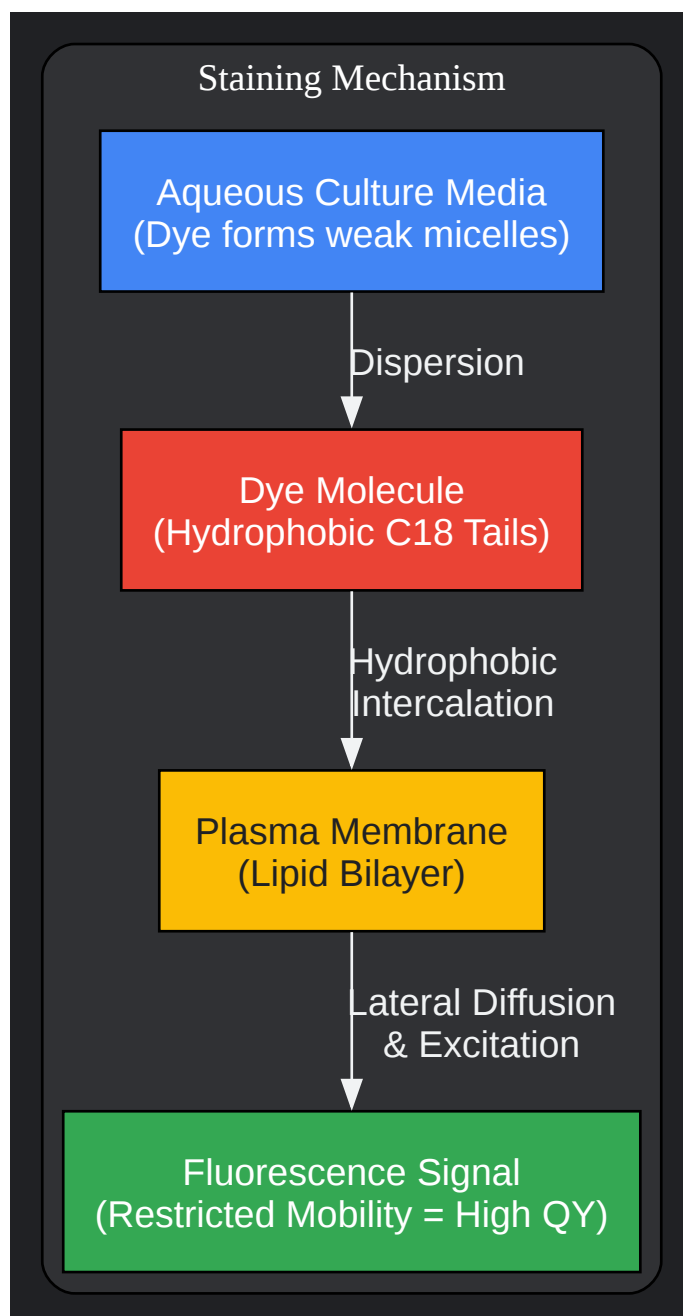 Staining Mechanism
Aqueous Culture Media
(Dye forms weak micelles)
Dispersion
Dye Molecule
(Hydrophobic C18 Tails)
Hydrophobic
Intercalation
Plasma Membrane
(Lipid Bilayer)
Lateral Diffusion
& Excitation
Fluorescence Signal
(Restricted Mobility = High QY)